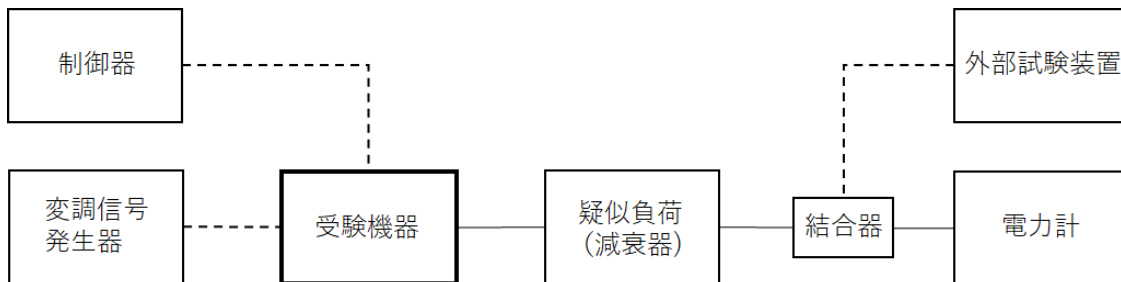 制御器
外部試験装置
変調信号
発生器
受験機器
疑似負荷
(減衰器)
結合器
電力計